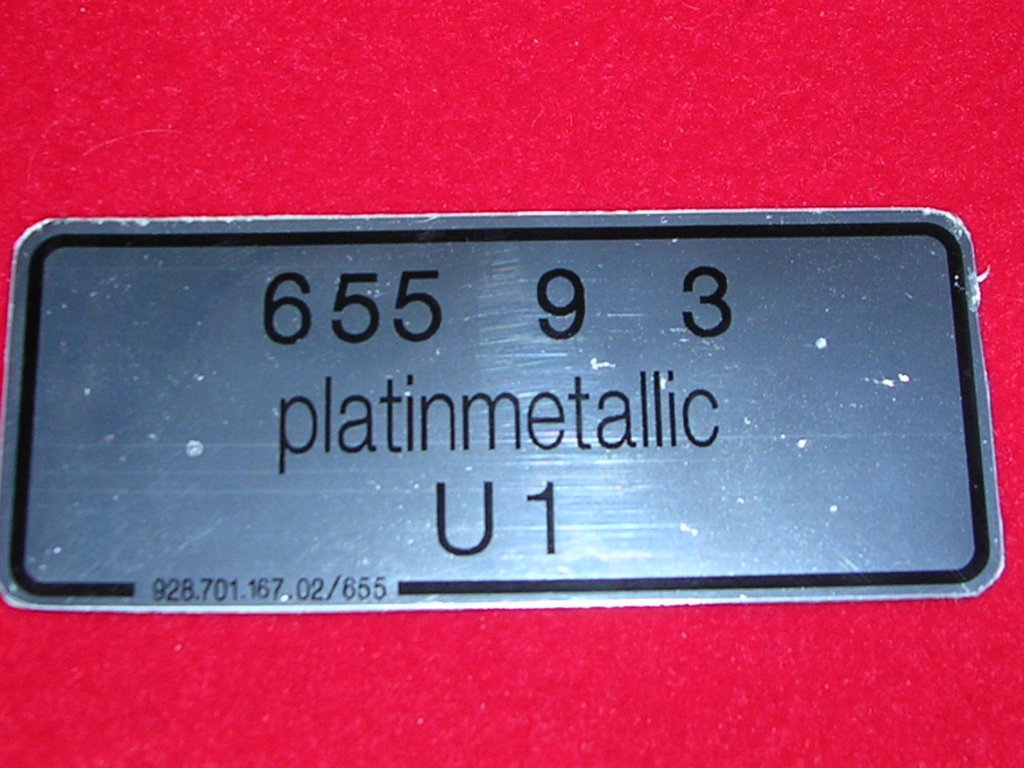 655 9 3
platinmetallic
U1
928.701.167.02/655